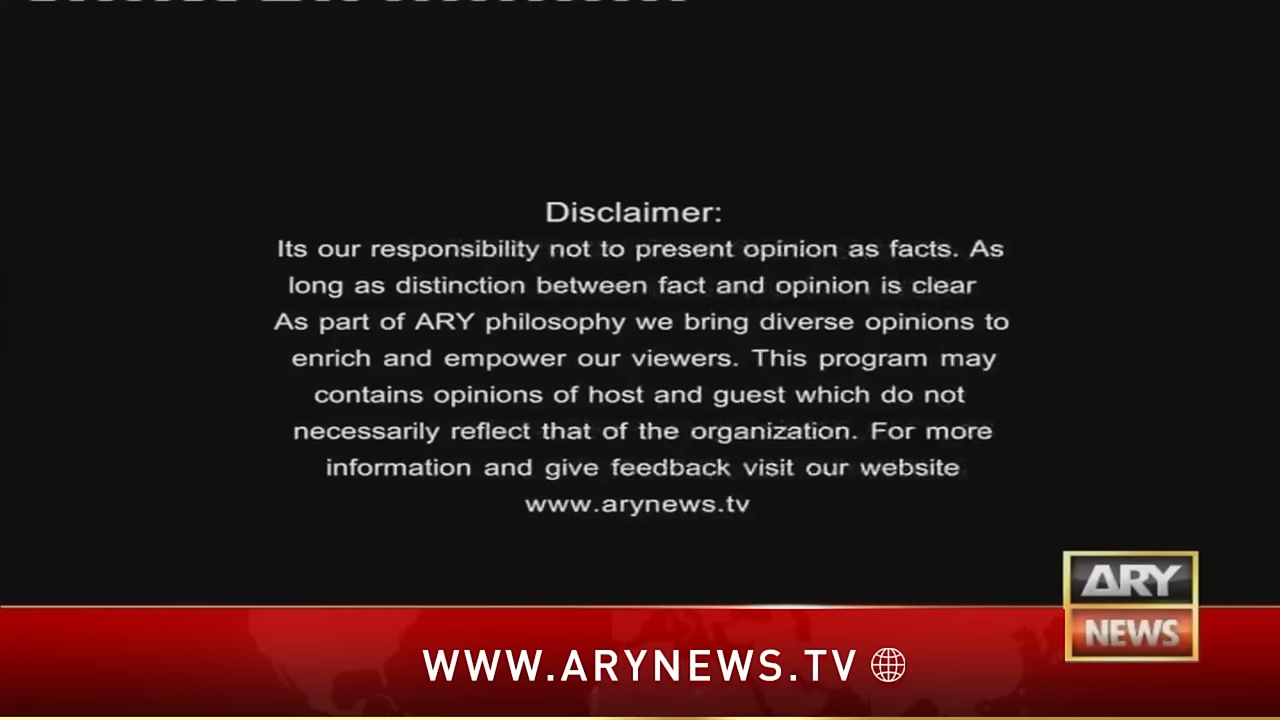 Disclaimer:
Its our responsibility not to present opinion as facts. As
long as distinction between fact and opinion is clear
As part of ARY philosophy we bring diverse opinions to
enrich and empower our viewers. This program may
contains opinions of host and guest which do not
necessarily reflect that of the organization. For more
information and give feedback visit our website
www.arynews.tv
ARY
NEWS
WWW.ARYNEWS.TV